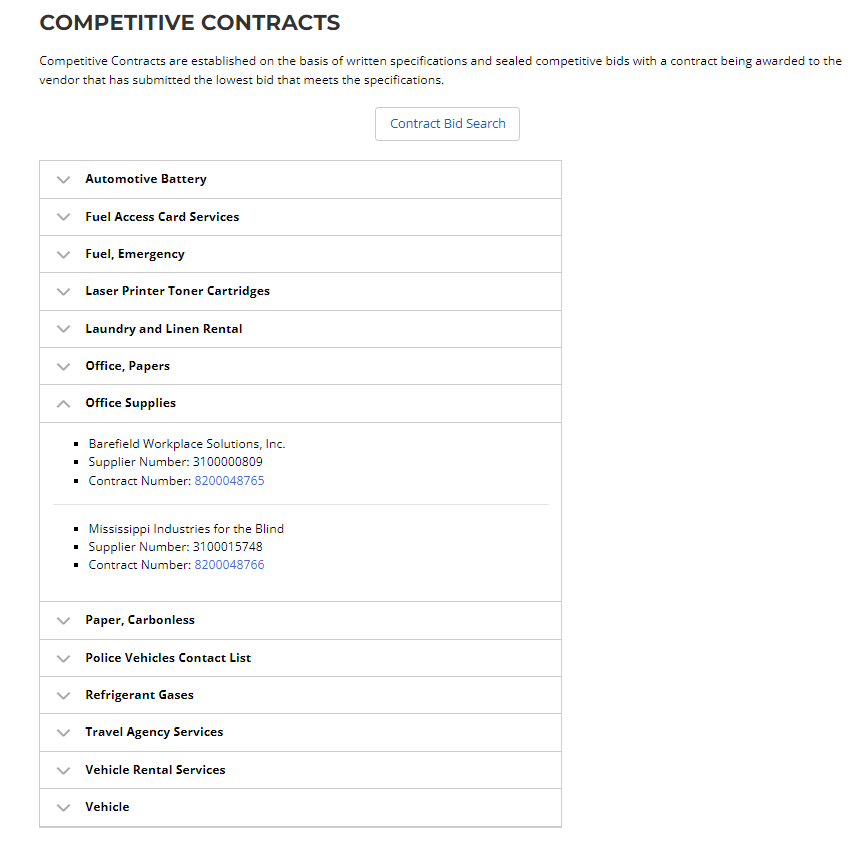 COMPETITIVE CONTRACTS
Competitive Contracts are established on the basis of written specifications and sealed competitive bids with a contract being awarded to the
vendor that has submitted the lowest bid that meets the specifications.
Contract Bid Search
Automotive Battery
Fuel Access Card Services
Fuel, Emergency
Laser Printer Toner Cartridges
Laundry and Linen Rental
Office, Papers
Office Supplies
Barefield Workplace Solutions, Inc.
Supplier Number: 3100000809
Contract Number: 8200048765
Mississippi Industries for the Blind
Supplier Number: 3100015748
Contract Number: 8200048766
Paper, Carbonless
Police Vehicles Contact List
Refrigerant Gases
Travel Agency Services
Vehicle Rental Services
Vehicle